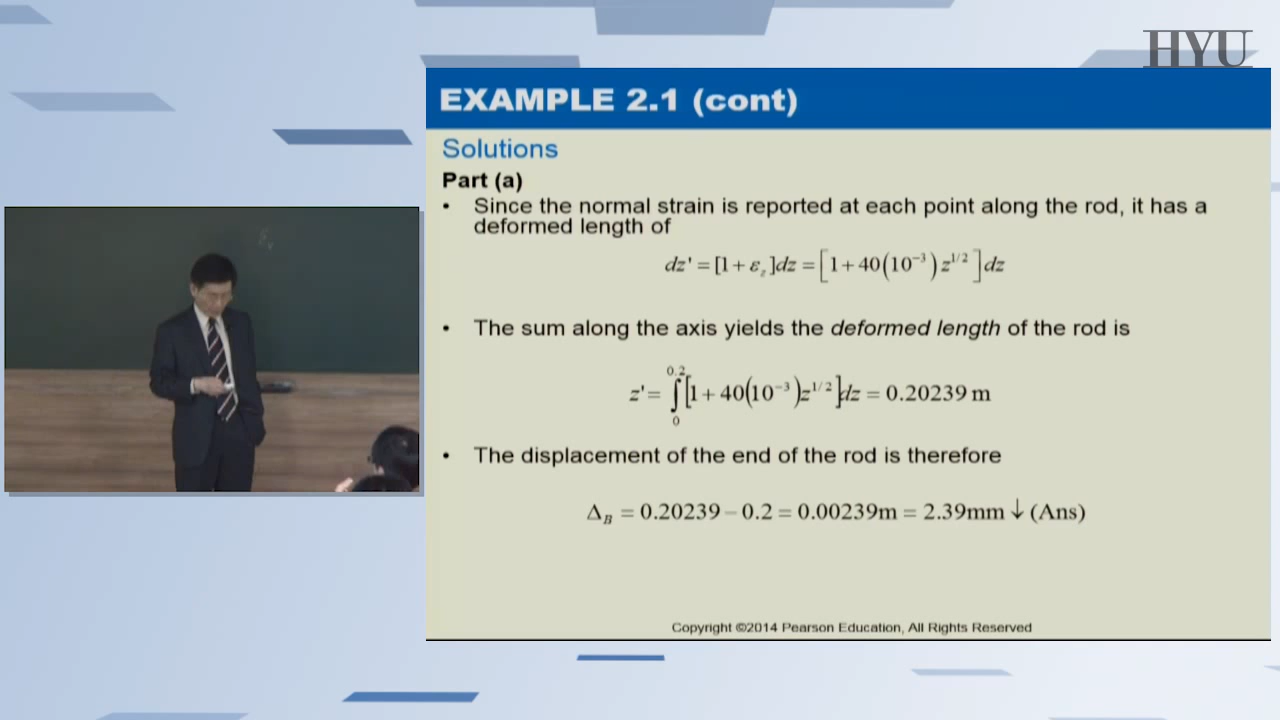 HYU
EXAMPLE 2.1 (cont)
Solutions
Part (a)
• Since the normal strain is reported at each point along the rod, it has a
deformed length of
dz' = [1 + ε_z]dz = [1 + 40(10⁻³)z^{1/2}]dz
• The sum along the axis yields the deformed length of the rod is
z' = ∫₀^{0.2} [1 + 40(10⁻³)z^{1/2}]dz = 0.20239 m
• The displacement of the end of the rod is therefore
Δ_B = 0.20239 – 0.2 = 0.00239m = 2.39mm ↓ (Ans)
Copyright ©2014 Pearson Education, All Rights Reserved